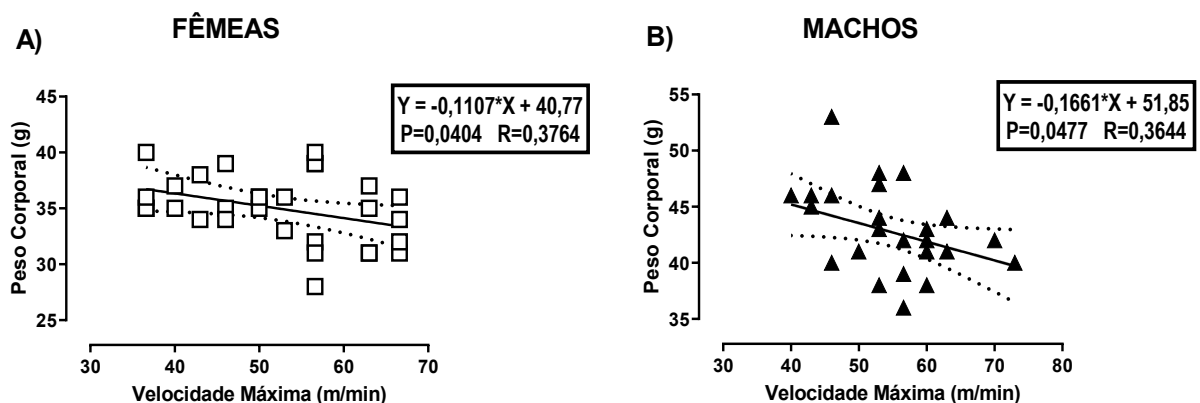 A)
FÊMEAS
Y = -0,1107*X + 40,77
P=0,0404 R=0,3764
Peso Corporal (g)
45
40
35
30
25
30 40 50 60 70
Velocidade Máxima (m/min)
B)
MACHOS
Y = -0,1661*X + 51,85
P=0,0477 R=0,3644
Peso Corporal (g)
55
50
45
40
35
30 40 50 60 70 80
Velocidade Máxima (m/min)